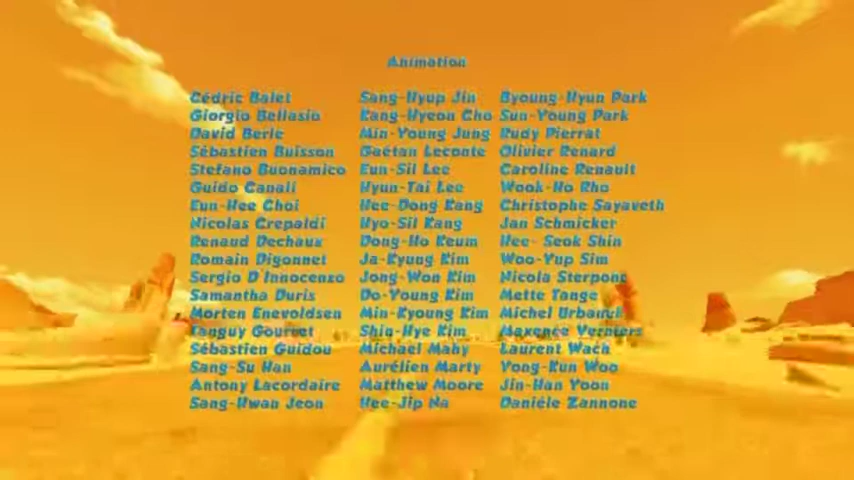 Animation
Cédric Balet Sang-Hyup Jin Byoung-Hyun Park
Giorgio Bellasio Kang-Hyeon Cho Sun-Young Park
David Berle Min-Young Jung Rudy Pierrat
Sébastien Buisson Gaétan Leconte Olivier Renard
Stefano Buonamico Eun-Sil Lee Caroline Renault
Guido Canali Hyun-Tai Lee Wook-Ho Rho
Eun-Hee Choi Hee-Dong Kang Christophe Sayaveth
Nicolas Crepaldi Hyo-Sil Kang Jan Schmicker
Renaud Dechaux Dong-Ho Keum Hee- Seok Shin
Romain Digonnet Ja-Kyung Kim Woo-Yup Sim
Sergio D'Innocenzo Jong-Won Kim Nicola Sterpone
Samantha Duris Do-Young Kim Mette Tange
Morten Enevoldsen Min-Kyoung Kim Michel Urbanek
Tanguy Gourvet Shin-Hye Kim Maxence Verniers
Sébastien Guidou Michael Mahy Laurent Wach
Sang-Su Han Aurélien Marty Yong-Kun Woo
Antony Lacordaire Matthew Moore Jin-Han Yoon
Sang-Hwan Jeon Hee-Jip Na Danièle Zannone